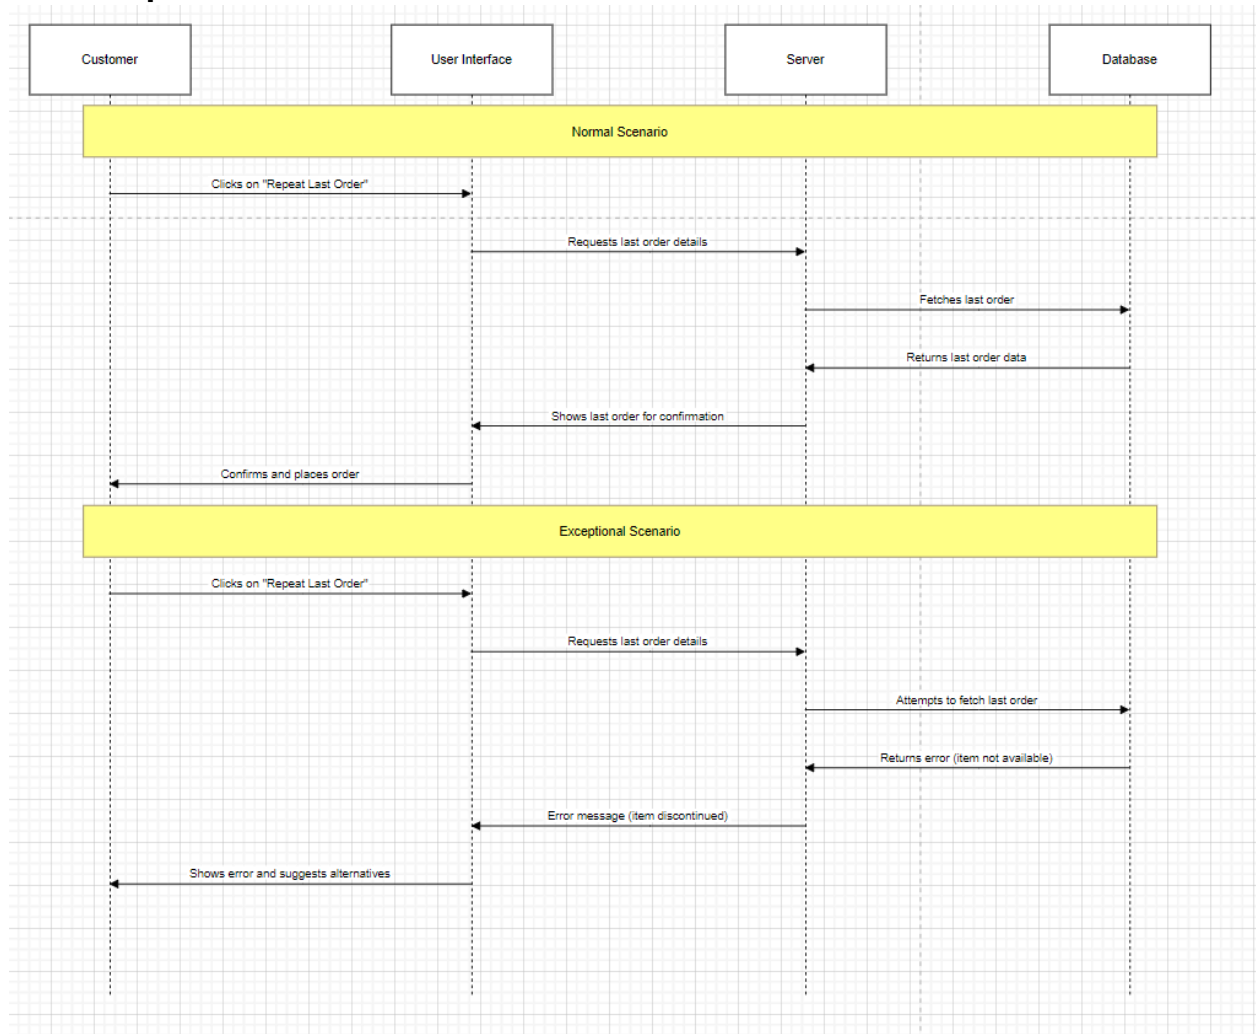 Customer
User Interface
Server
Database
Normal Scenario
Clicks on "Repeat Last Order"
Requests last order details
Fetches last order
Returns last order data
Shows last order for confirmation
Confirms and places order
Exceptional Scenario
Clicks on "Repeat Last Order"
Requests last order details
Attempts to fetch last order
Returns error (item not available)
Error message (item discontinued)
Shows error and suggests alternatives